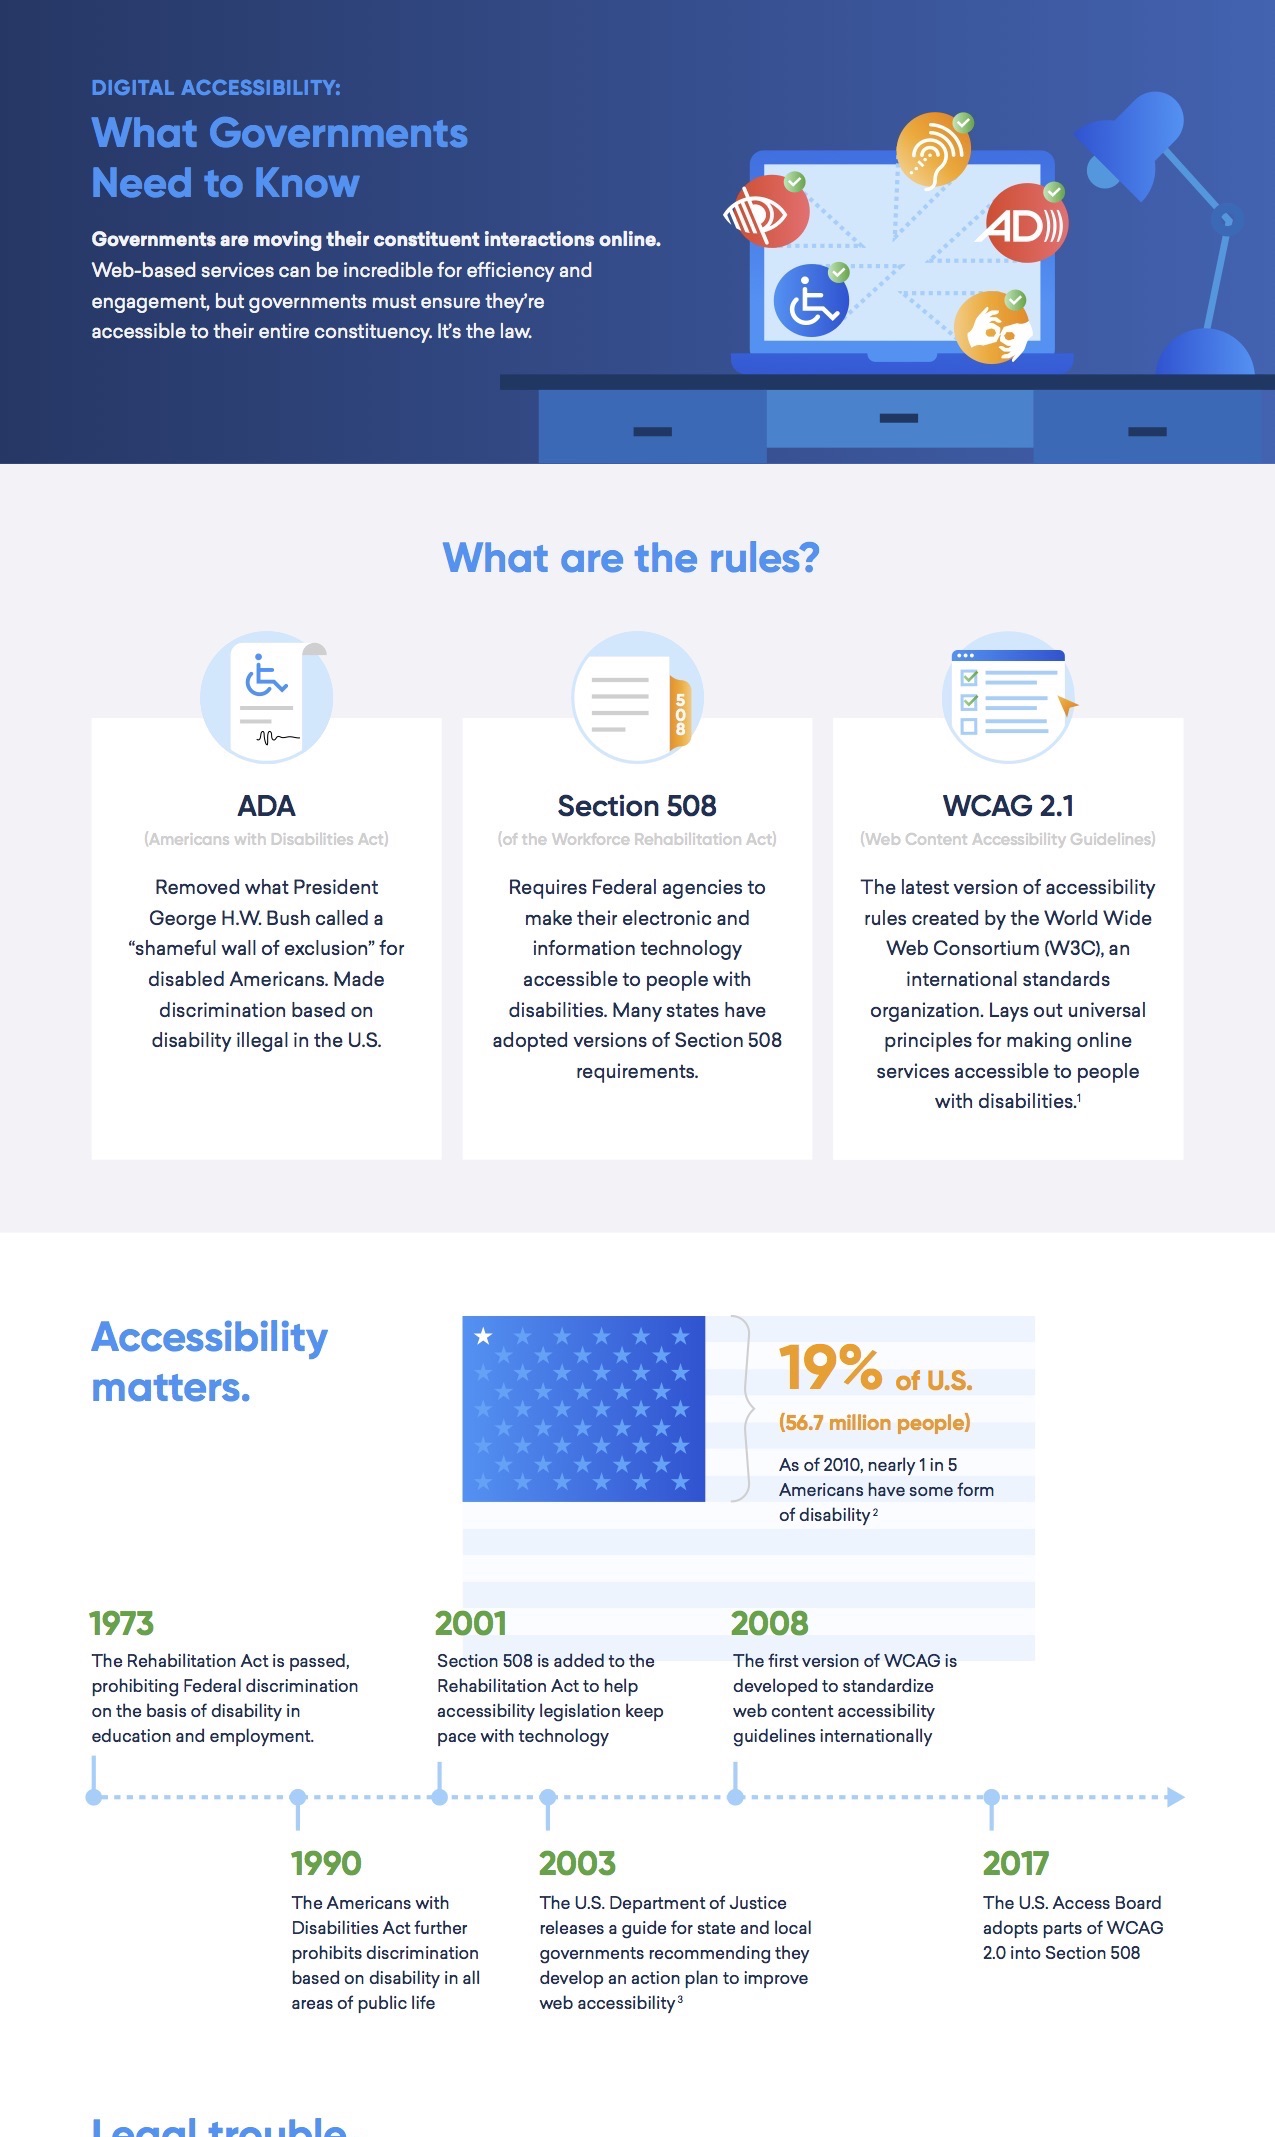 DIGITAL ACCESSIBILITY:
What Governments
Need to Know
Governments are moving their constituent interactions online.
Web-based services can be incredible for efficiency and
engagement, but governments must ensure they’re
accessible to their entire constituency. It’s the law.
AD
What are the rules?
508
ADA
(Americans with Disabilities Act)
Removed what President
George H.W. Bush called a
“shameful wall of exclusion” for
disabled Americans. Made
discrimination based on
disability illegal in the U.S.
Section 508
(of the Workforce Rehabilitation Act)
Requires Federal agencies to
make their electronic and
information technology
accessible to people with
disabilities. Many states have
adopted versions of Section 508
requirements.
WCAG 2.1
(Web Content Accessibility Guidelines)
The latest version of accessibility
rules created by the World Wide
Web Consortium (W3C), an
international standards
organization. Lays out universal
principles for making online
services accessible to people
with disabilities.¹
Accessibility
matters.
19% of U.S.
(56.7 million people)
As of 2010, nearly 1 in 5
Americans have some form
of disability²
1973
The Rehabilitation Act is passed,
prohibiting Federal discrimination
on the basis of disability in
education and employment.
2001
Section 508 is added to the
Rehabilitation Act to help
accessibility legislation keep
pace with technology
2008
The first version of WCAG is
developed to standardize
web content accessibility
guidelines internationally
1990
The Americans with
Disabilities Act further
prohibits discrimination
based on disability in all
areas of public life
2003
The U.S. Department of Justice
releases a guide for state and local
governments recommending they
develop an action plan to improve
web accessibility³
2017
The U.S. Access Board
adopts parts of WCAG
2.0 into Section 508
Legal trouble